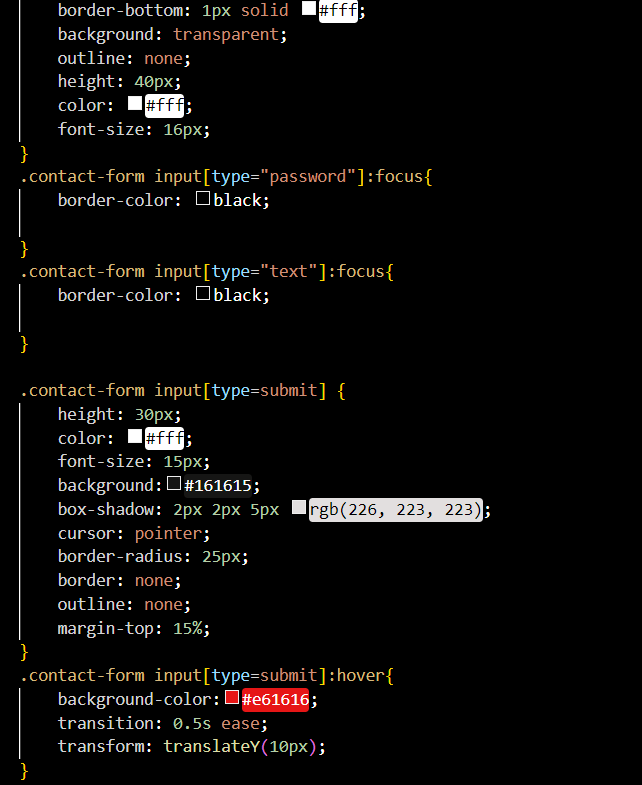 border-bottom: 1px solid #fff;
    background: transparent;
    outline: none;
    height: 40px;
    color: #fff;
    font-size: 16px;
}
.contact-form input[type="password"]:focus{
    border-color: black;
}
.contact-form input[type="text"]:focus{
    border-color: black;
}
.contact-form input[type=submit] {
    height: 30px;
    color: #fff;
    font-size: 15px;
    background:#161615;
    box-shadow: 2px 2px 5px rgb(226, 223, 223);
    cursor: pointer;
    border-radius: 25px;
    border: none;
    outline: none;
    margin-top: 15%;
}
.contact-form input[type=submit]:hover{
    background-color:#e61616;
    transition: 0.5s ease;
    transform: translateY(10px);
}